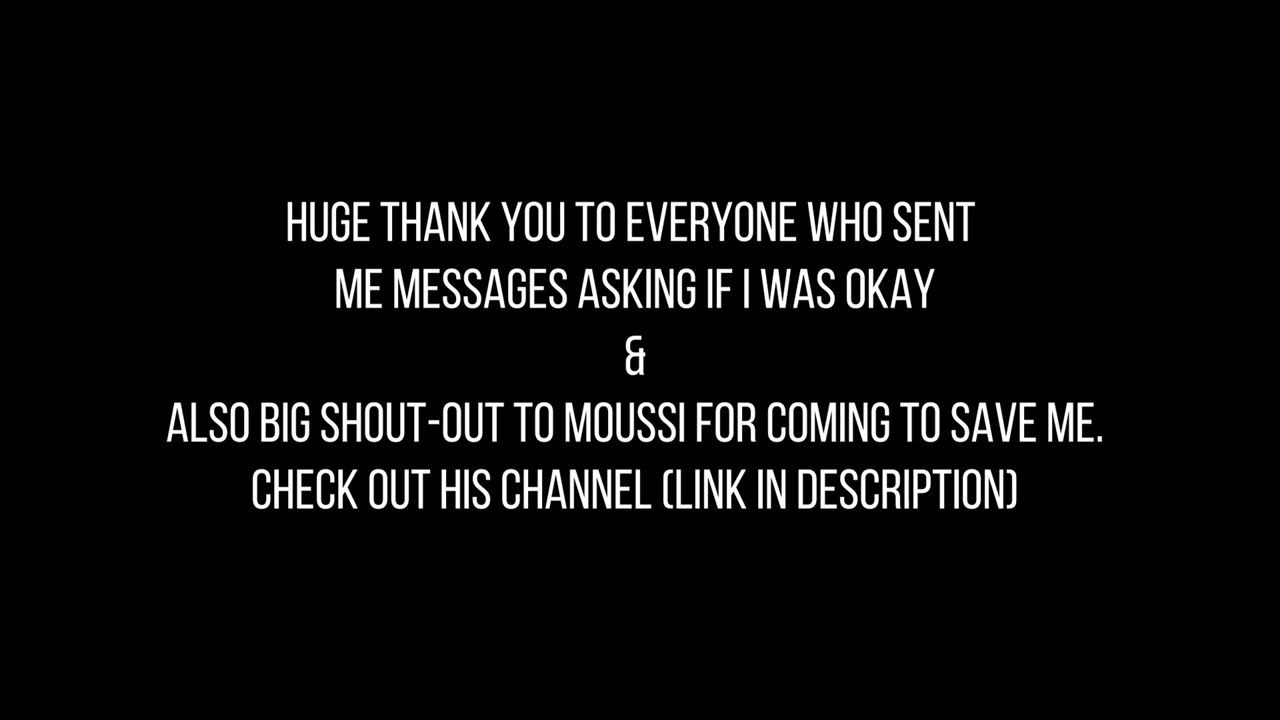 HUGE THANK YOU TO EVERYONE WHO SENT
ME MESSAGES ASKING IF I WAS OKAY
&
ALSO BIG SHOUT-OUT TO MOUSSI FOR COMING TO SAVE ME.
CHECK OUT HIS CHANNEL (LINK IN DESCRIPTION)